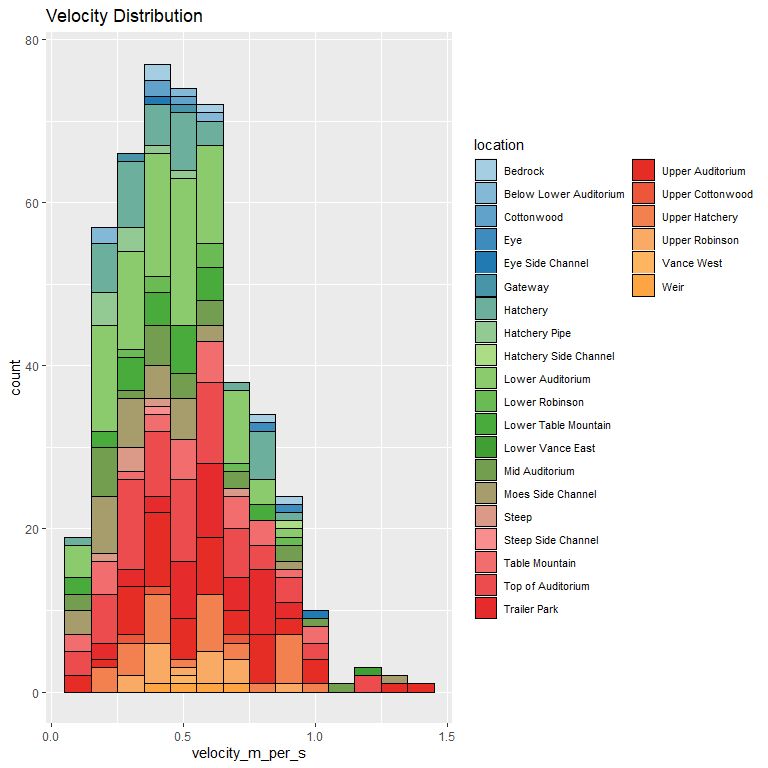 Velocity Distribution
80
60
40
20
0
count
0.0 0.5 1.0 1.5
velocity_m_per_s
location
Bedrock
Below Lower Auditorium
Cottonwood
Eye
Eye Side Channel
Gateway
Hatchery
Hatchery Pipe
Hatchery Side Channel
Lower Auditorium
Lower Robinson
Lower Table Mountain
Lower Vance East
Mid Auditorium
Moes Side Channel
Steep
Steep Side Channel
Table Mountain
Top of Auditorium
Trailer Park
Upper Auditorium
Upper Cottonwood
Upper Hatchery
Upper Robinson
Vance West
Weir